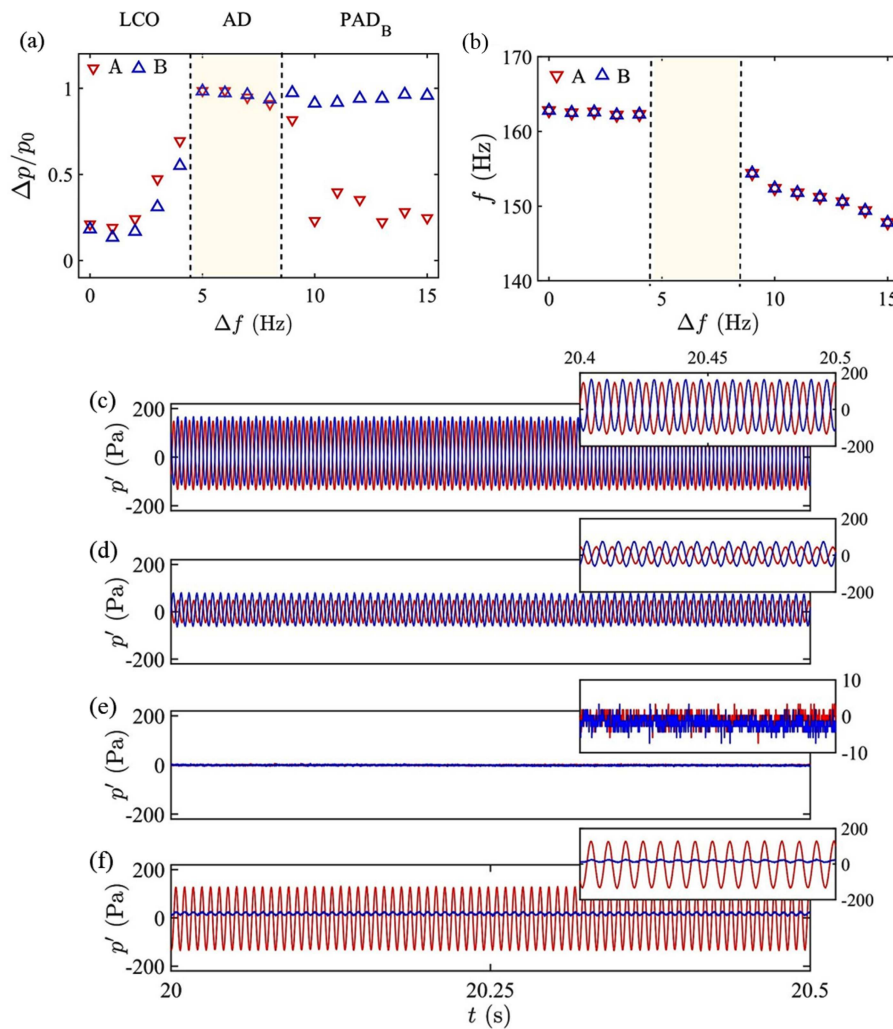 LCO AD PAD_B
(a)
A B
Δp/p₀
1
0.5
0
0 5 10 15
Δf (Hz)
(b)
A B
f (Hz)
170
160
150
140
0 5 10 15
Δf (Hz)
20.4 20.45 20.5
200
0
-200
(c)
p′ (Pa)
200
0
-200
200
0
-200
(d)
p′ (Pa)
200
0
-200
10
0
-10
(e)
p′ (Pa)
200
0
-200
200
0
-200
(f)
p′ (Pa)
200
0
-200
20 20.25 20.5
t (s)